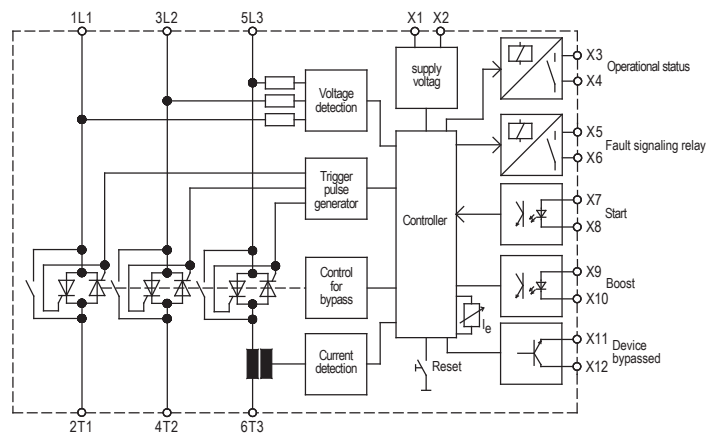 1L1 3L2 5L3 X1 X2
supply
voltag
Voltage
detection
X3
Operational status
X4
X5
Fault signaling relay
X6
Trigger
pulse
generator
Controller
X7
Start
X8
Control
for
bypass
X9
Boost
X10
Ie
Current
detection
Reset
X11
Device
bypassed
X12
2T1 4T2 6T3